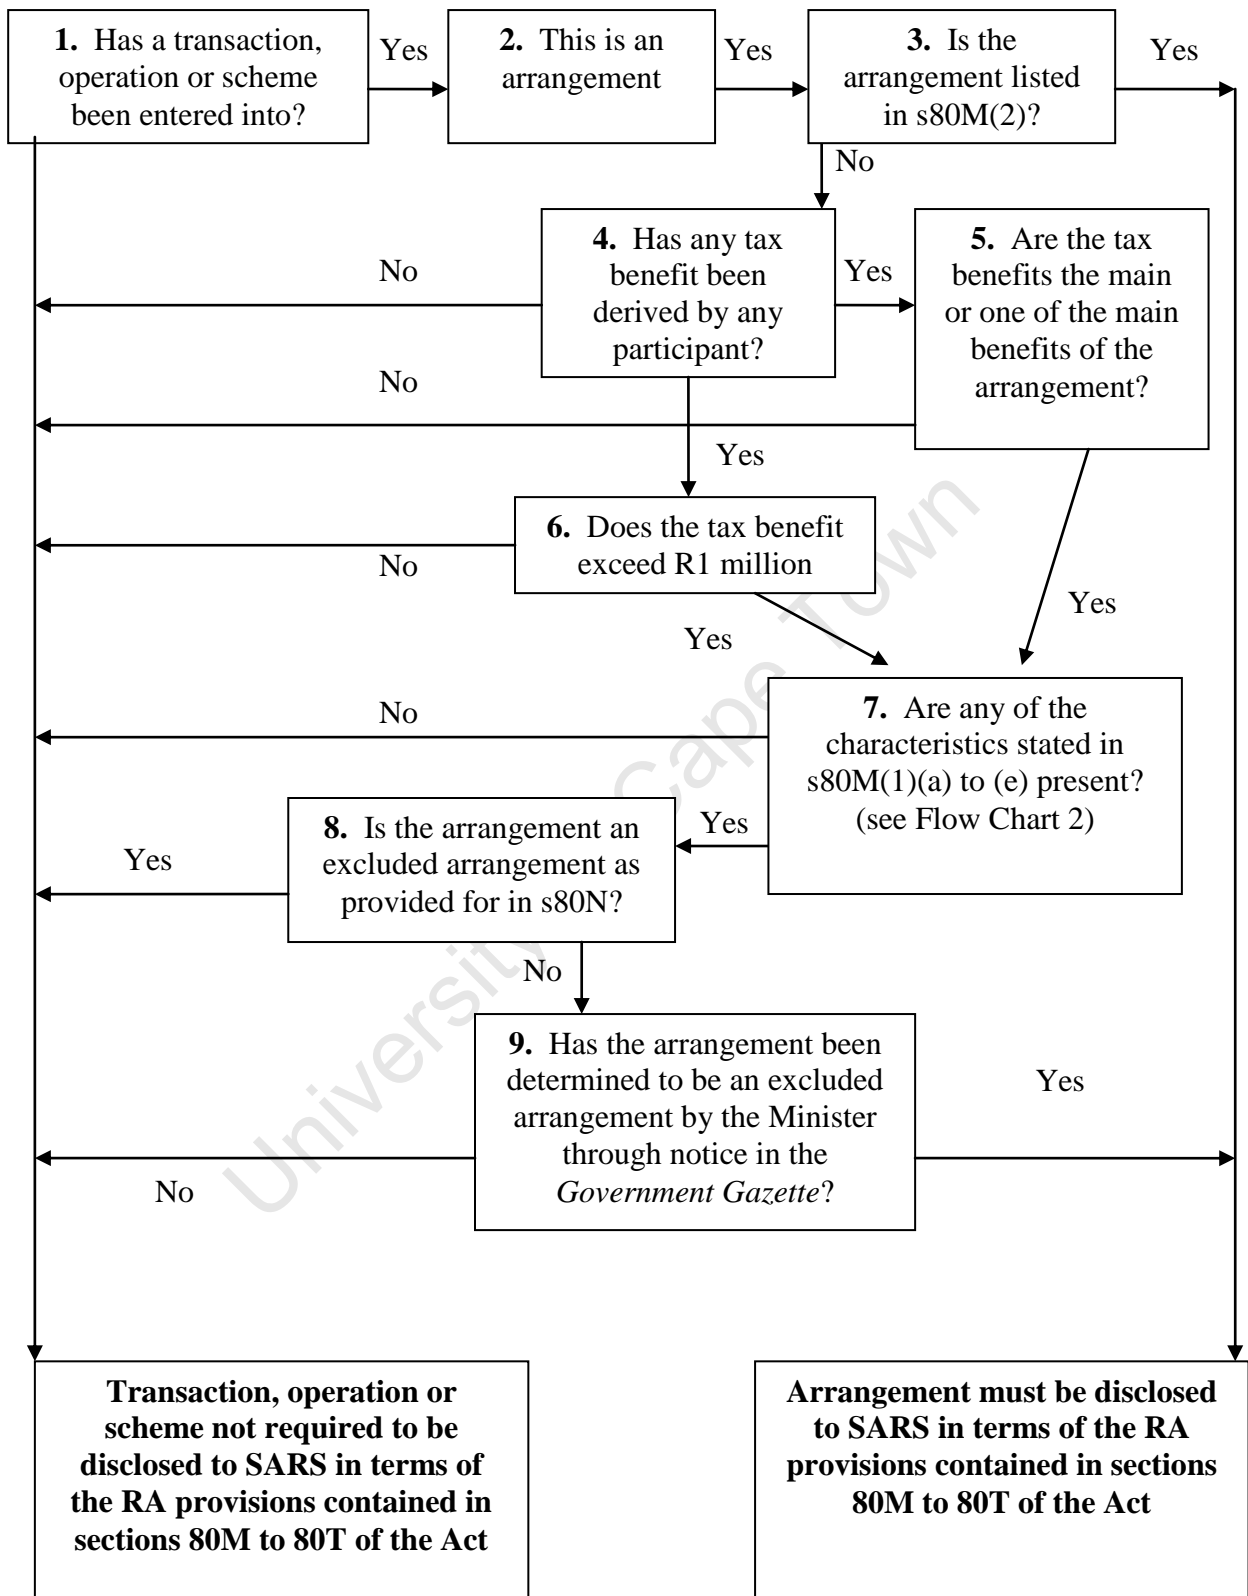 1. Has a transaction,
operation or scheme
been entered into?
Yes
2. This is an
arrangement
Yes
3. Is the
arrangement listed
in s80M(2)?
Yes
No
4. Has any tax
benefit been
derived by any
participant?
No
Yes
5. Are the tax
benefits the main
or one of the main
benefits of the
arrangement?
No
Yes
6. Does the tax benefit
exceed R1 million
No
Yes
Yes
7. Are any of the
characteristics stated in
s80M(1)(a) to (e) present?
(see Flow Chart 2)
No
Yes
8. Is the arrangement an
excluded arrangement as
provided for in s80N?
Yes
No
9. Has the arrangement been
determined to be an excluded
arrangement by the Minister
through notice in the
Government Gazette?
Yes
No
Transaction, operation or
scheme not required to be
disclosed to SARS in terms of
the RA provisions contained in
sections 80M to 80T of the Act
Arrangement must be disclosed
to SARS in terms of the RA
provisions contained in sections
80M to 80T of the Act
University Cape Town